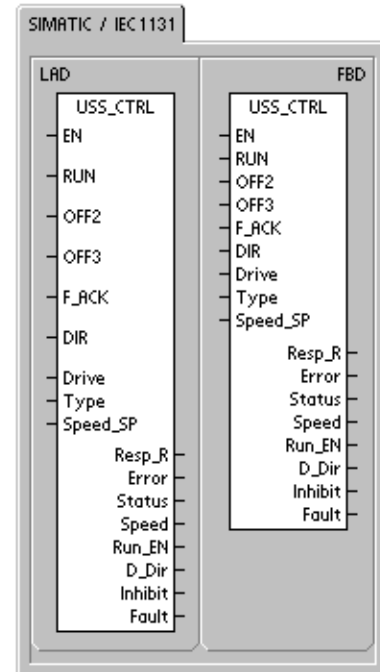 SIMATIC / IEC1131
LAD
USS_CTRL
EN
RUN
OFF2
OFF3
F_ACK
DIR
Drive
Type
Speed_SP
Resp_R
Error
Status
Speed
Run_EN
D_Dir
Inhibit
Fault
FBD
USS_CTRL
EN
RUN
OFF2
OFF3
F_ACK
DIR
Drive
Type
Speed_SP
Resp_R
Error
Status
Speed
Run_EN
D_Dir
Inhibit
Fault